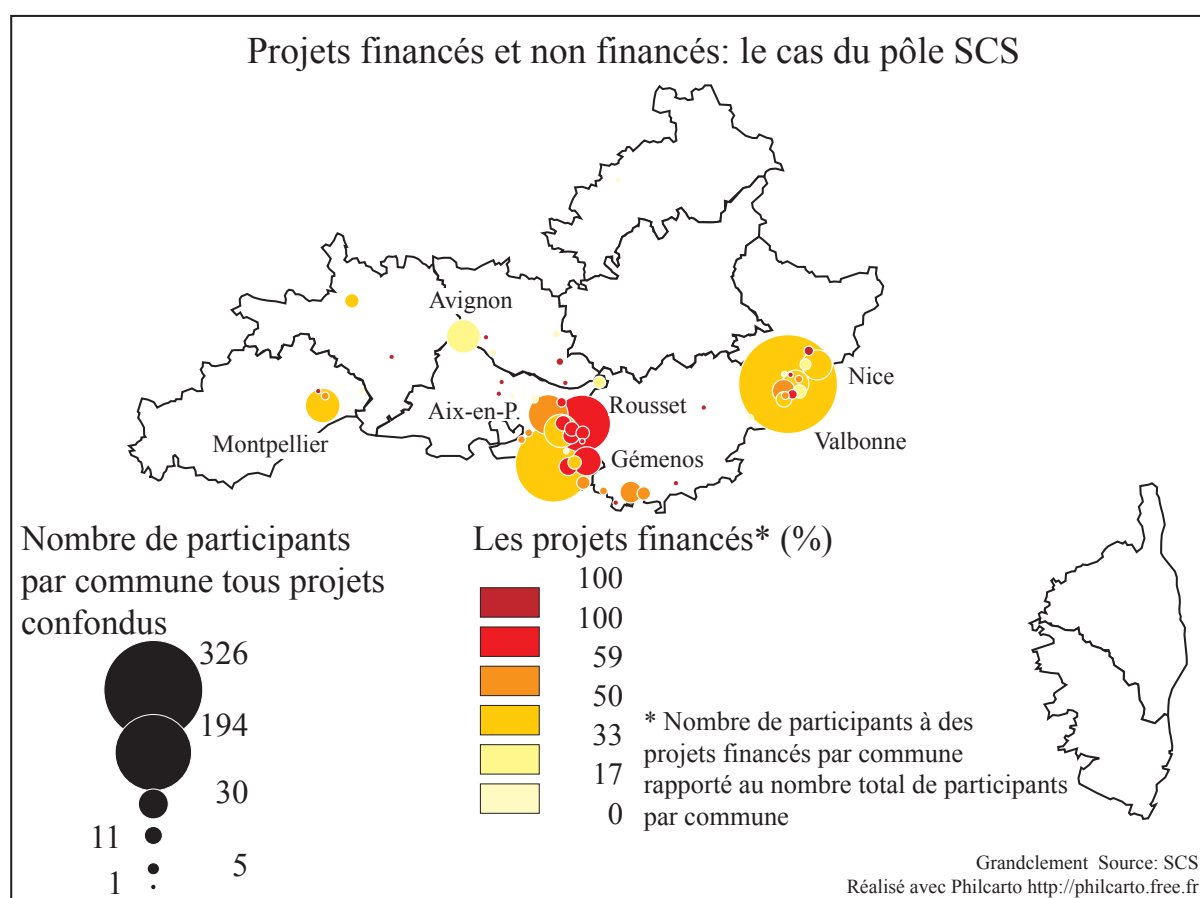 Projets financés et non financés: le cas du pôle SCS
Avignon
Nice
Aix-en-P.
Rousset
Montpellier
Valbonne
Gémenos
Nombre de participants
par commune tous projets
confondus
326
194
30
11
5
1
Les projets financés* (%)
100
100
59
50
33
17
0
* Nombre de participants à des
projets financés par commune
rapporté au nombre total de participants
par commune
Grandclement Source: SCS
Réalisé avec Philcarto http://philcarto.free.fr